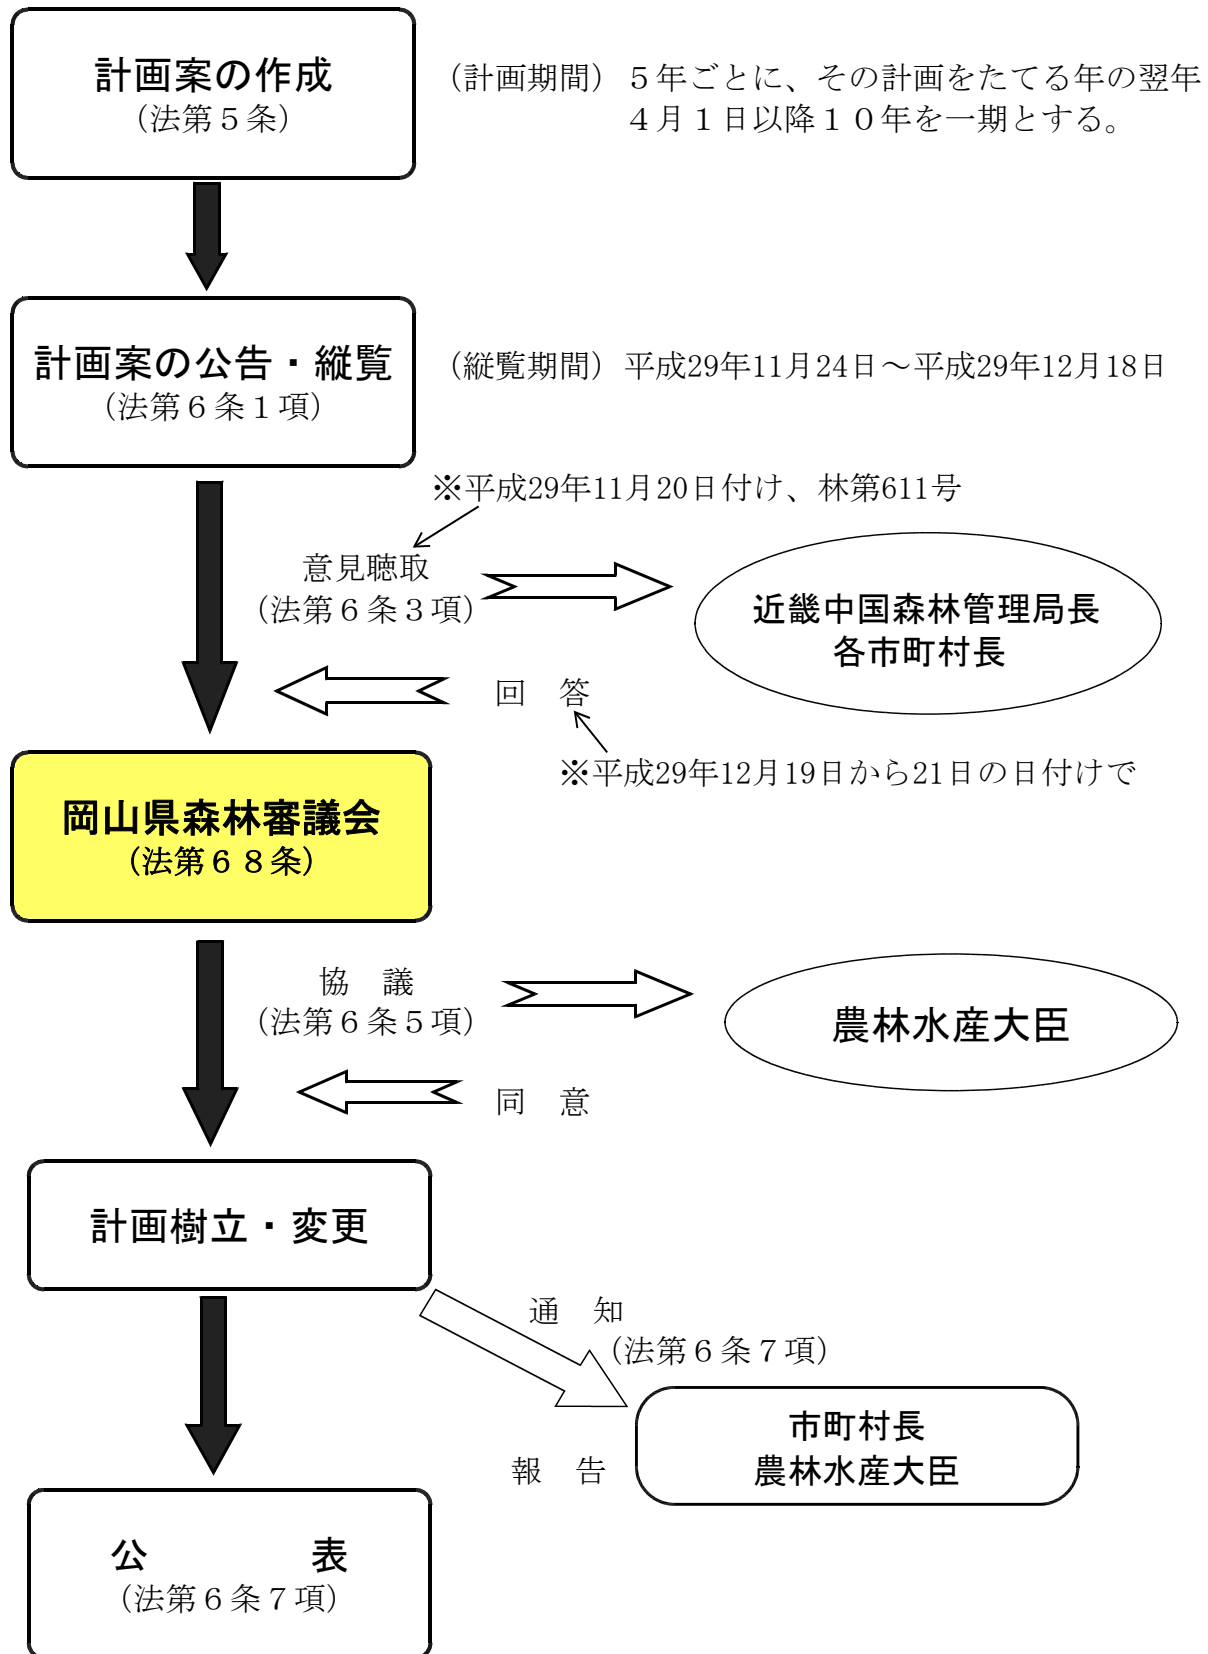 計画案の作成
（法第５条）
（計画期間）５年ごとに、その計画をたてる年の翌年
４月１日以降１０年を一期とする。
計画案の公告・縦覧
（法第６条１項）
（縦覧期間）平成29年11月24日～平成29年12月18日
※平成29年11月20日付け、林第611号
意見聴取
（法第６条３項）
近畿中国森林管理局長
各市町村長
回　答
※平成29年12月19日から21日の日付けで
岡山県森林審議会
（法第６８条）
協　議
（法第６条５項）
農林水産大臣
同　意
計画樹立・変更
通　知
（法第６条７項）
市町村長
農林水産大臣
報　告
公　　　　表
（法第６条７項）